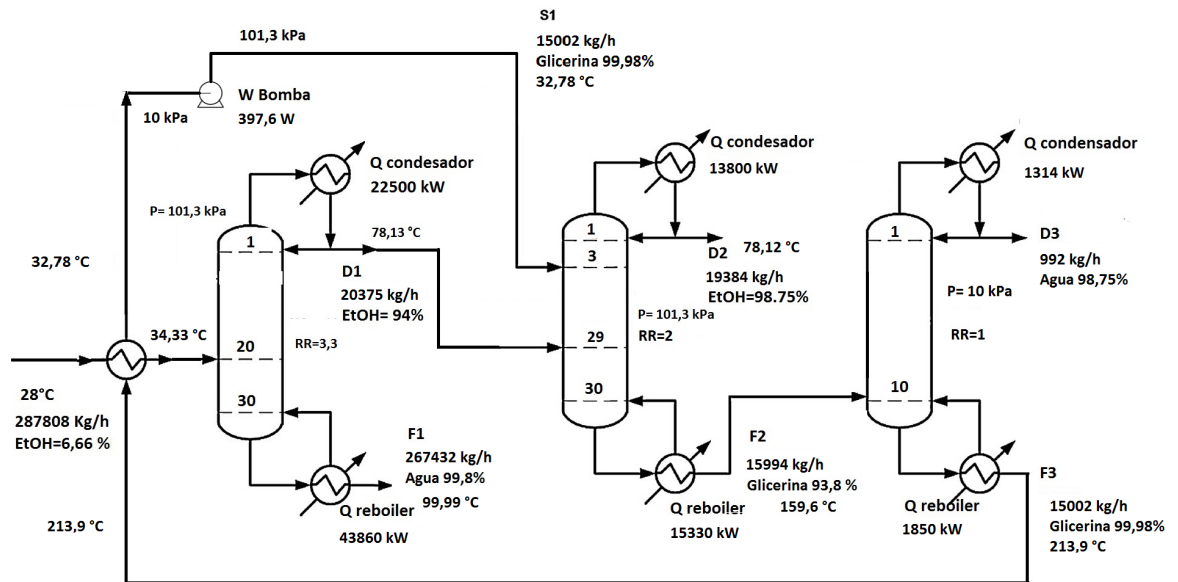 S1
15002 kg/h
Glicerina 99,98%
32,78 °C
101,3 kPa
W Bomba
397,6 W
10 kPa
Q condesador
22500 kW
Q condesador
13800 kW
Q condensador
1314 kW
P= 101,3 kPa
1
78,13 °C
D1
20375 kg/h
EtOH= 94%
1
3
D2
78,12 °C
19384 kg/h
EtOH=98.75%
1
D3
992 kg/h
Agua 98,75%
32,78 °C
34,33 °C
20
RR=3,3
30
P= 101,3 kPa
29
RR=2
30
P= 10 kPa
RR=1
10
28°C
287808 Kg/h
EtOH=6,66 %
F1
267432 kg/h
Agua 99,8%
99,99 °C
Q reboiler
43860 kW
F2
15994 kg/h
Glicerina 93,8 %
159,6 °C
Q reboiler
15330 kW
F3
15002 kg/h
Glicerina 99,98%
213,9 °C
Q reboiler
1850 kW
213,9 °C